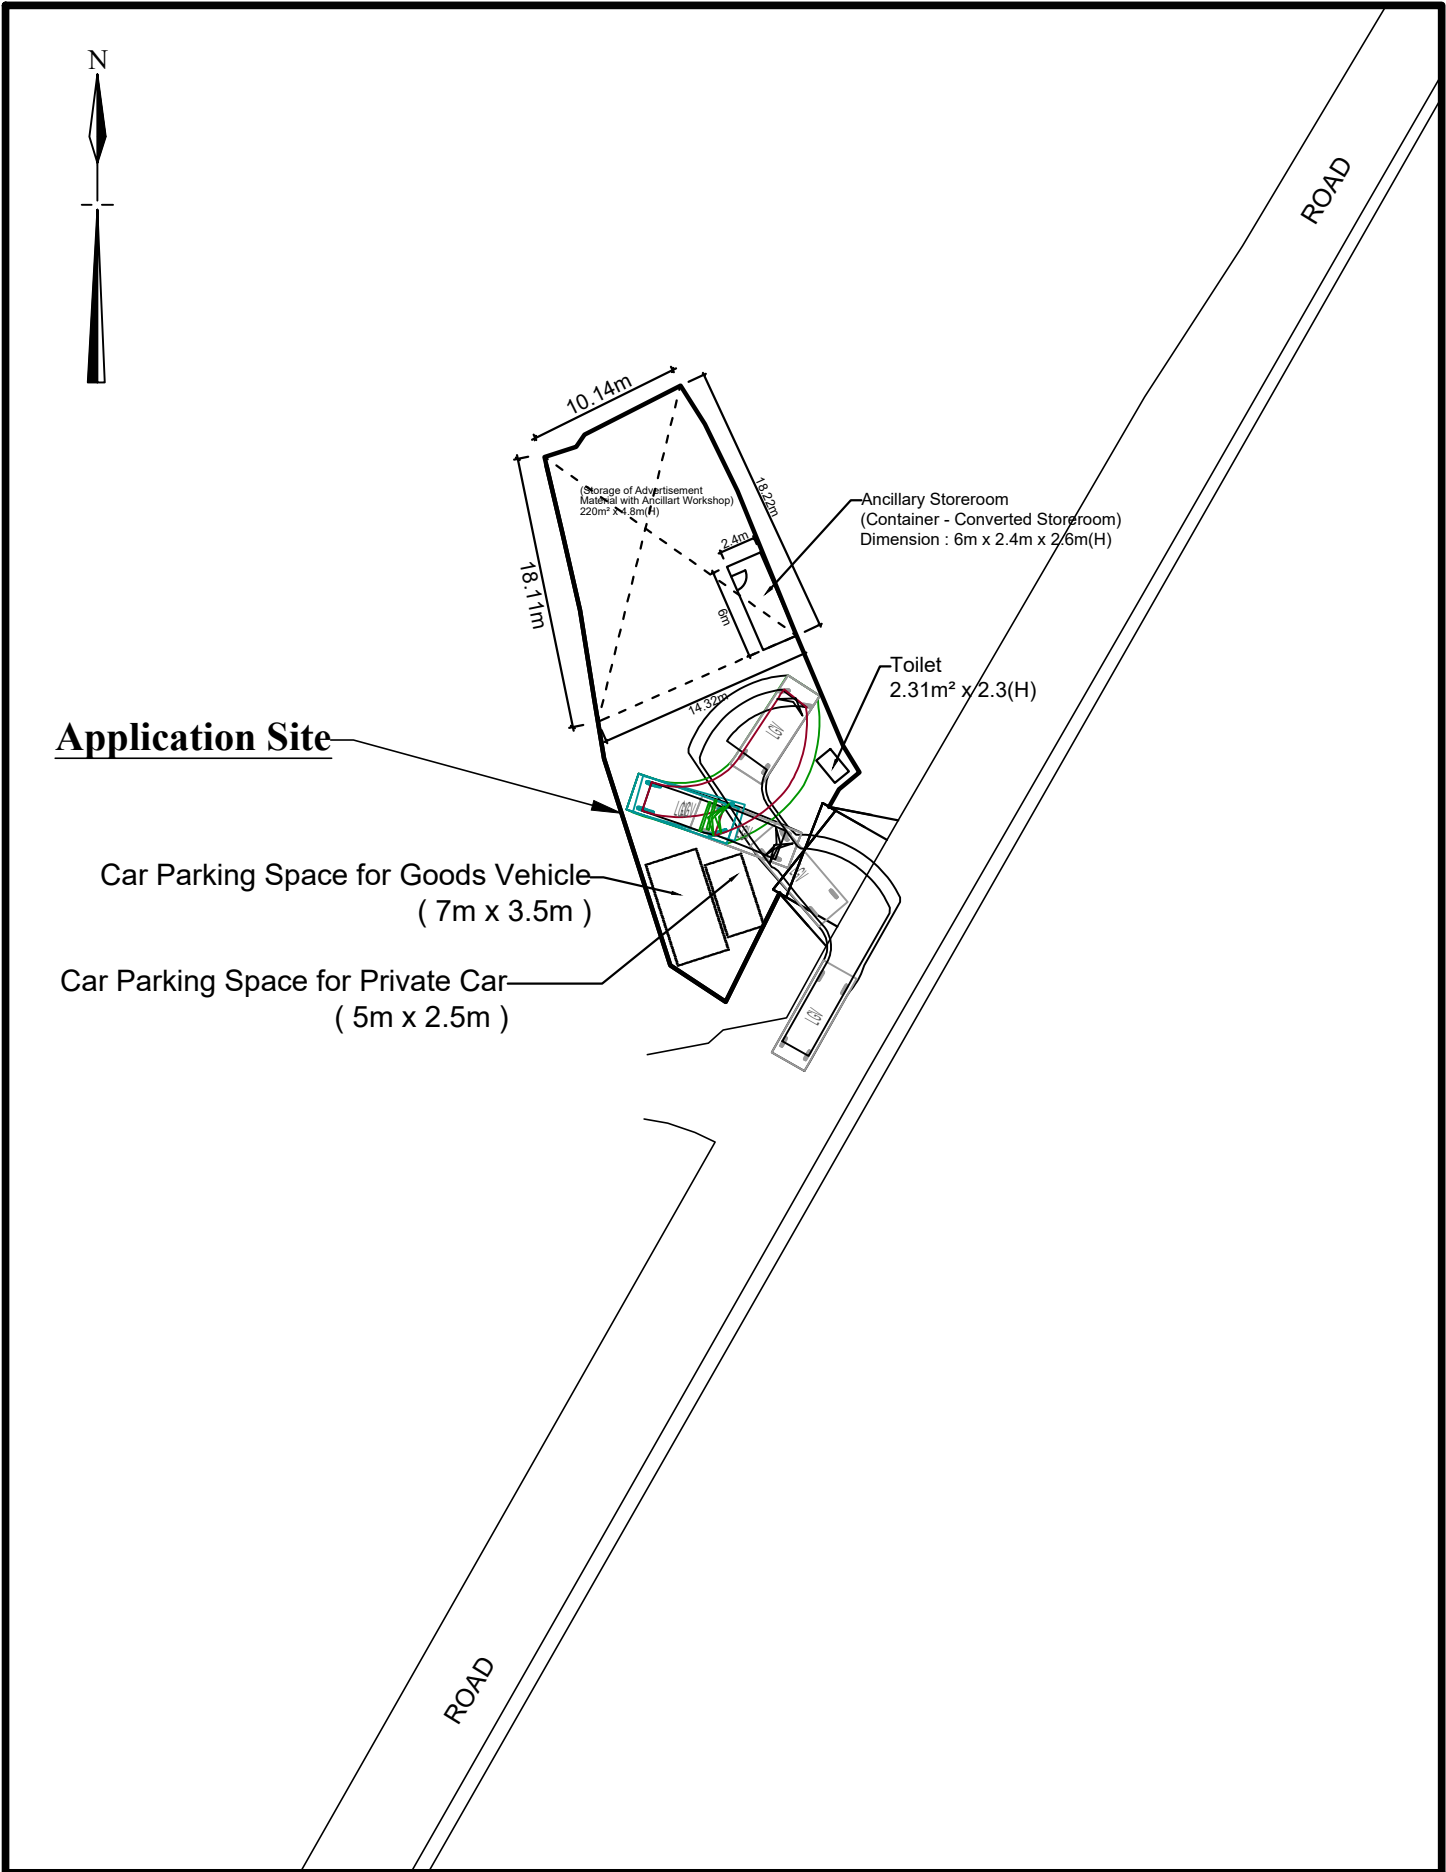 N
ROAD
10.14m
18.22m
(Storage of Advertisement
Material with Ancillart Workshop)
220m² x 4.8m(H)
Ancillary Storeroom
(Container - Converted Storeroom)
Dimension : 6m x 2.4m x 2.6m(H)
2.4m
18.11m
6m
Toilet
2.31m² x 2.3(H)
14.32m
Application Site
LGV
LGV
Car Parking Space for Goods Vehicle
( 7m x 3.5m )
Car Parking Space for Private Car
( 5m x 2.5m )
LGV
ROAD